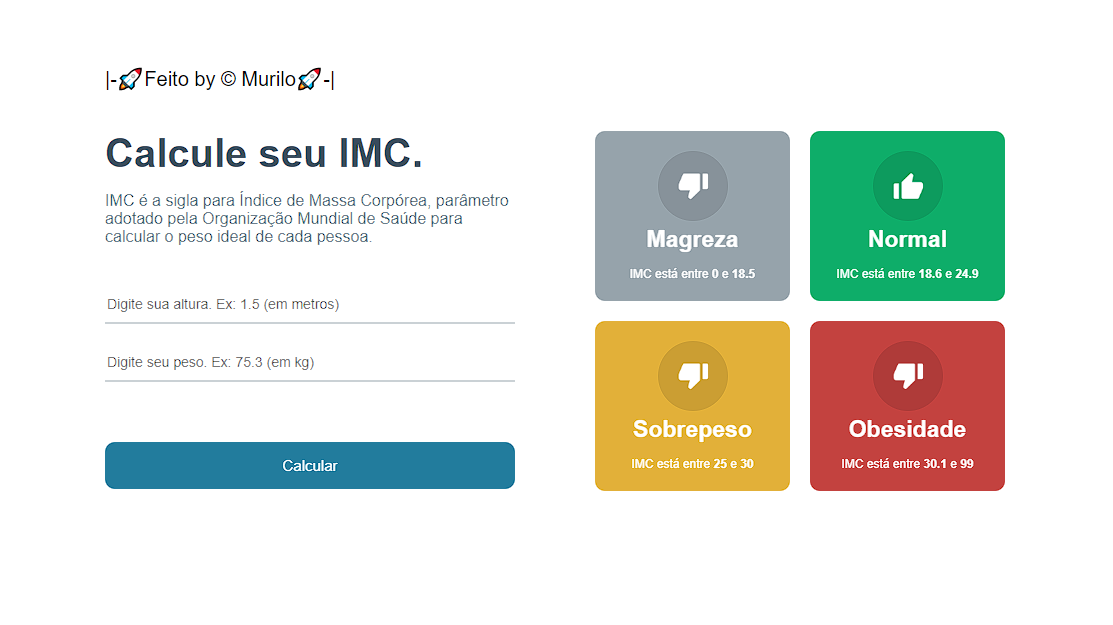 |-🚀Feito by © Murilo🚀-|
Calcule seu IMC.
IMC é a sigla para Índice de Massa Corpórea, parâmetro
adotado pela Organização Mundial de Saúde para
calcular o peso ideal de cada pessoa.
Digite sua altura. Ex: 1.5 (em metros)
Digite seu peso. Ex: 75.3 (em kg)
Calcular
Magreza
IMC está entre 0 e 18.5
Normal
IMC está entre 18.6 e 24.9
Sobrepeso
IMC está entre 25 e 30
Obesidade
IMC está entre 30.1 e 99